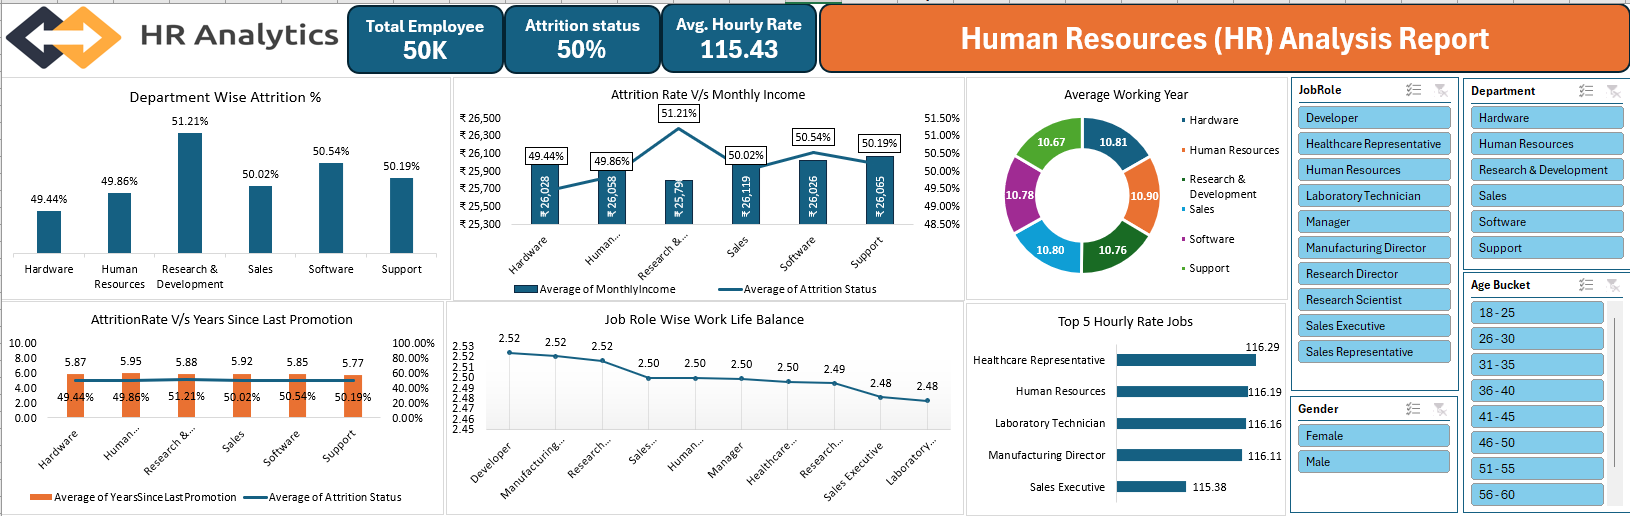 HR Analytics
Total Employee
50K
Attrition status
50%
Avg. Hourly Rate
115.43
Human Resources (HR) Analysis Report
Department Wise Attrition %
49.44%
49.86%
51.21%
50.02%
50.54%
50.19%
Hardware
Human
Resources
Research &
Development
Sales
Software
Support
Attrition Rate V/s Monthly Income
₹ 26,500
₹ 26,300
₹ 26,100
₹ 25,900
₹ 25,700
₹ 25,500
₹ 25,300
49.44%
49.86%
51.21%
50.02%
50.54%
50.19%
₹ 26,028
₹ 26,058
₹ 25,79
₹ 26,119
₹ 26,026
₹ 26,065
51.50%
51.00%
50.50%
50.00%
49.50%
49.00%
48.50%
Hardware
Human...
Research &...
Sales
Software
Support
Average of MonthlyIncome
Average of Attrition Status
Average Working Year
10.81
10.90
10.76
10.80
10.78
10.67
Hardware
Human Resources
Research &
Development
Sales
Software
Support
JobRole
Developer
Healthcare Representative
Human Resources
Laboratory Technician
Manager
Manufacturing Director
Research Director
Research Scientist
Sales Executive
Sales Representative
Department
Hardware
Human Resources
Research & Development
Sales
Software
Support
AttritionRate V/s Years Since Last Promotion
10.00
8.00
6.00
4.00
2.00
0.00
5.87
5.95
5.88
5.92
5.85
5.77
49.44%
49.86%
51.21%
50.02%
50.54%
50.19%
100.00%
80.00%
60.00%
40.00%
20.00%
0.00%
Hardware
Human...
Research &...
Sales
Software
Support
Average of YearsSinceLastPromotion
Average of Attrition Status
Job Role Wise Work Life Balance
2.53
2.52
2.52
2.51
2.50
2.50
2.49
2.48
2.47
2.46
2.45
2.52
2.52
2.52
2.50
2.50
2.50
2.50
2.49
2.48
2.48
Developer
Manufacturing...
Research...
Sales...
Human...
Manager
Healthcare...
Research...
Sales Executive
Laboratory...
Top 5 Hourly Rate Jobs
Healthcare Representative
116.29
Human Resources
116.19
Laboratory Technician
116.16
Manufacturing Director
116.11
Sales Executive
115.38
Gender
Female
Male
Age Bucket
18 - 25
26 - 30
31 - 35
36 - 40
41 - 45
46 - 50
51 - 55
56 - 60